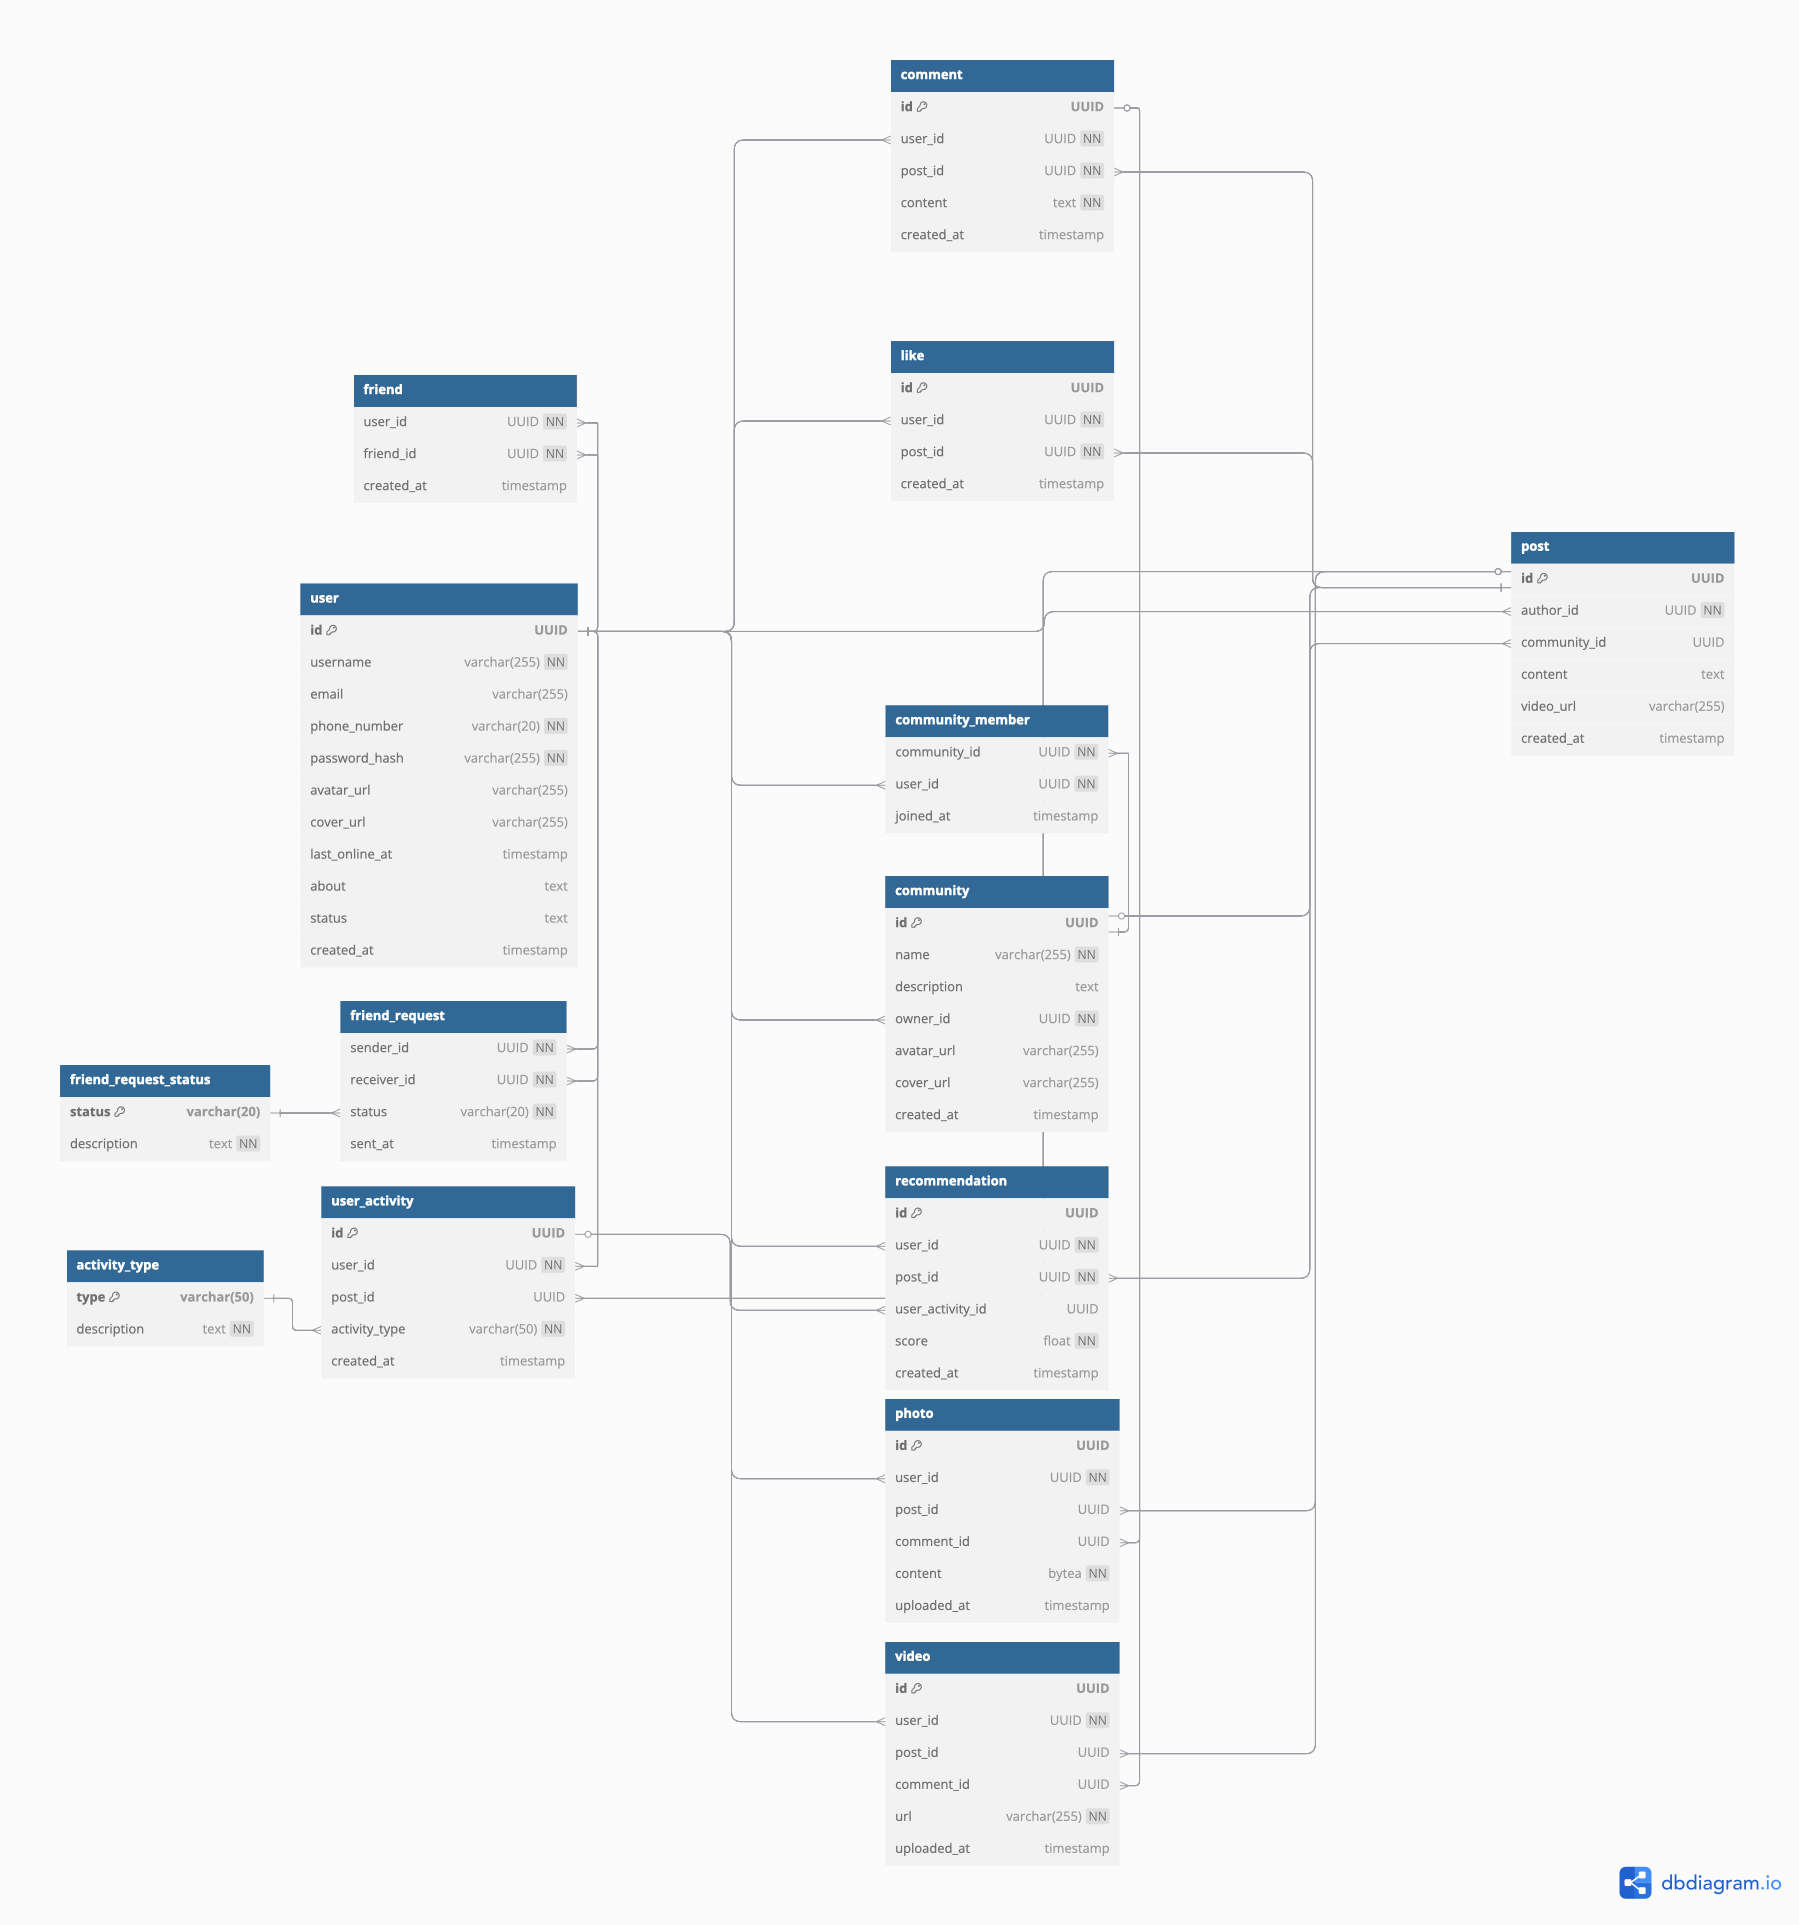 comment
id UUID
user_id UUID NN
post_id UUID NN
content text NN
created_at timestamp
like
id UUID
user_id UUID NN
post_id UUID NN
created_at timestamp
friend
user_id UUID NN
friend_id UUID NN
created_at timestamp
post
id UUID
author_id UUID NN
community_id UUID
content text
video_url varchar(255)
created_at timestamp
user
id UUID
username varchar(255) NN
email varchar(255)
phone_number varchar(20) NN
password_hash varchar(255) NN
avatar_url varchar(255)
cover_url varchar(255)
last_online_at timestamp
about text
status text
created_at timestamp
community_member
community_id UUID NN
user_id UUID NN
joined_at timestamp
community
id UUID
name varchar(255) NN
description text
owner_id UUID NN
avatar_url varchar(255)
cover_url varchar(255)
created_at timestamp
friend_request
sender_id UUID NN
receiver_id UUID NN
status varchar(20) NN
sent_at timestamp
friend_request_status
status varchar(20)
description text NN
user_activity
id UUID
user_id UUID NN
post_id UUID
activity_type varchar(50) NN
created_at timestamp
activity_type
type varchar(50)
description text NN
recommendation
id UUID
user_id UUID NN
post_id UUID NN
user_activity_id UUID
score float NN
created_at timestamp
photo
id UUID
user_id UUID NN
post_id UUID
comment_id UUID
content bytea NN
uploaded_at timestamp
video
id UUID
user_id UUID NN
post_id UUID
comment_id UUID
url varchar(255) NN
uploaded_at timestamp
dbdiagram.io